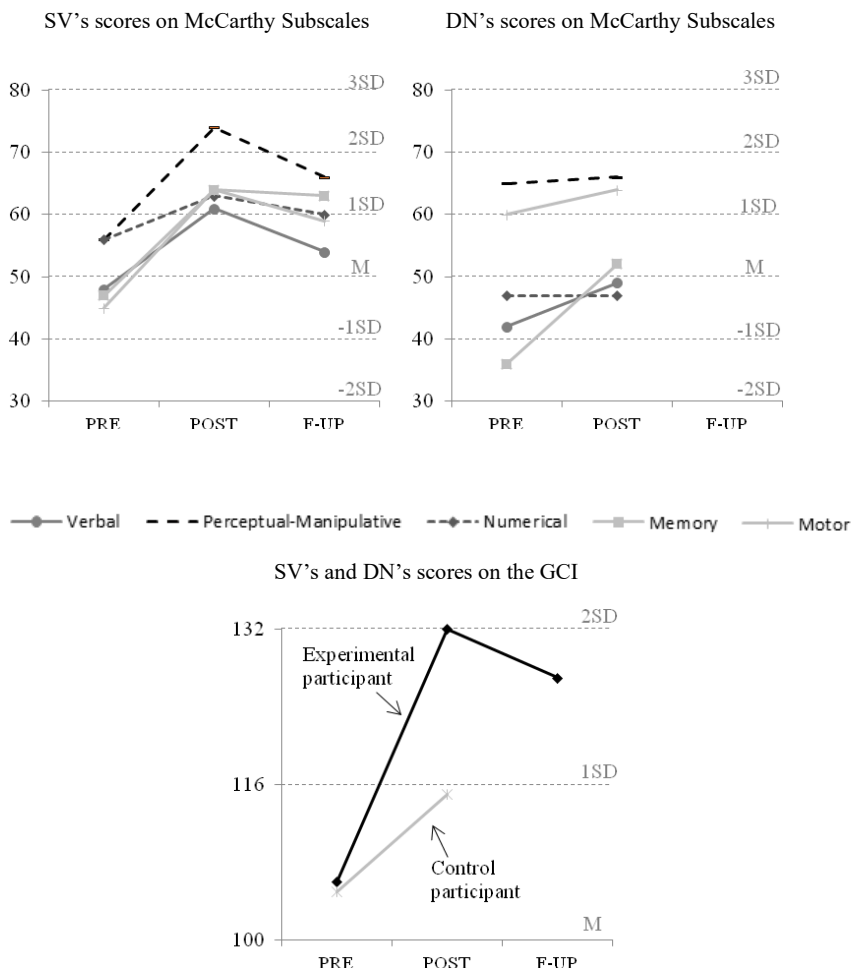 SV's scores on McCarthy Subscales
80
70
60
50
40
30
3SD
2SD
1SD
M
-1SD
-2SD
PRE POST F-UP
DN's scores on McCarthy Subscales
80
70
60
50
40
30
3SD
2SD
1SD
M
-1SD
-2SD
PRE POST F-UP
Verbal Perceptual-Manipulative Numerical Memory Motor
SV's and DN's scores on the GCI
132
116
100
2SD
1SD
M
Experimental
participant
Control
participant
PRE POST F-UP